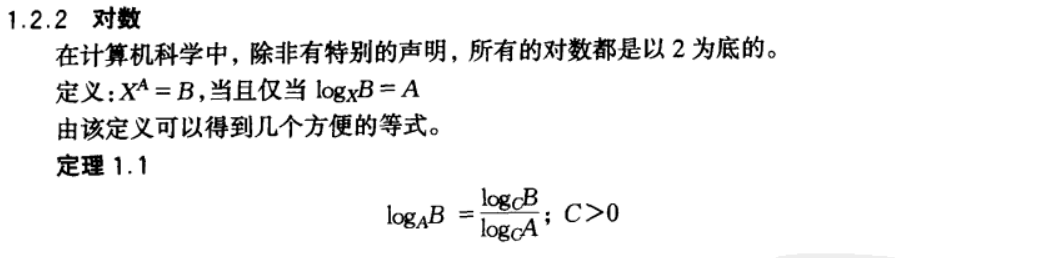 1.2.2 对数
在计算机科学中，除非有特别的声明，所有的对数都是以 2 为底的。
定义：X^A = B，当且仅当 log_X B = A
由该定义可以得到几个方便的等式。
定理 1.1
log_A B = \frac{log_C B}{log_C A}； C>0